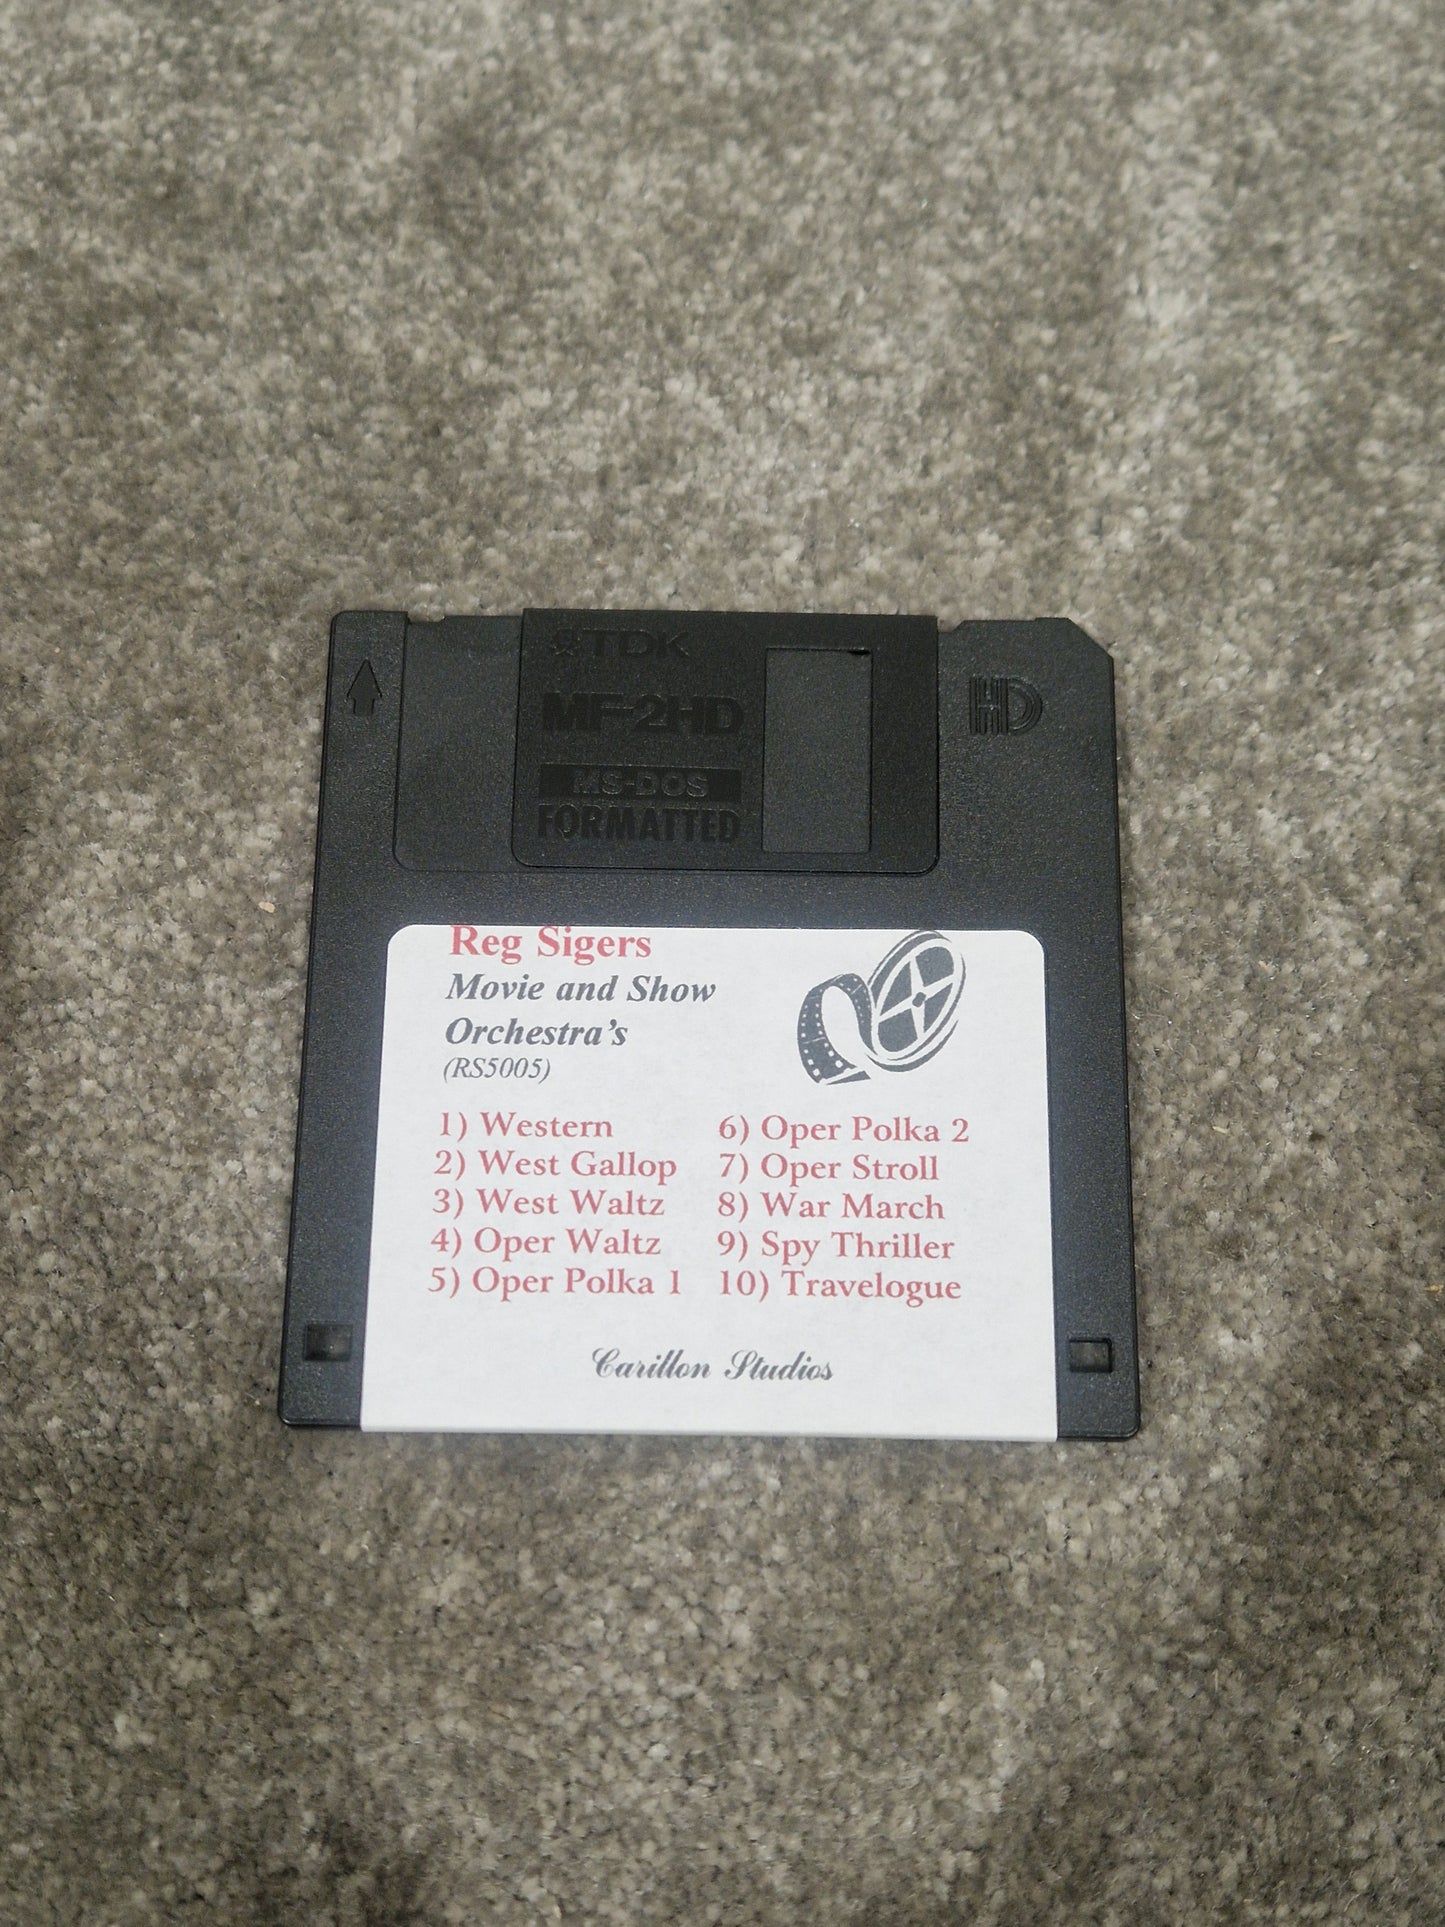 TDK
MF-2HD
MS-DOS
FORMATTED
HD
Reg Sigers
Movie and Show
Orchestra's
(RS5005)
1) Western
2) West Gallop
3) West Waltz
4) Oper Waltz
5) Oper Polka 1
6) Oper Polka 2
7) Oper Stroll
8) War March
9) Spy Thriller
10) Travelogue
Carillon Studios